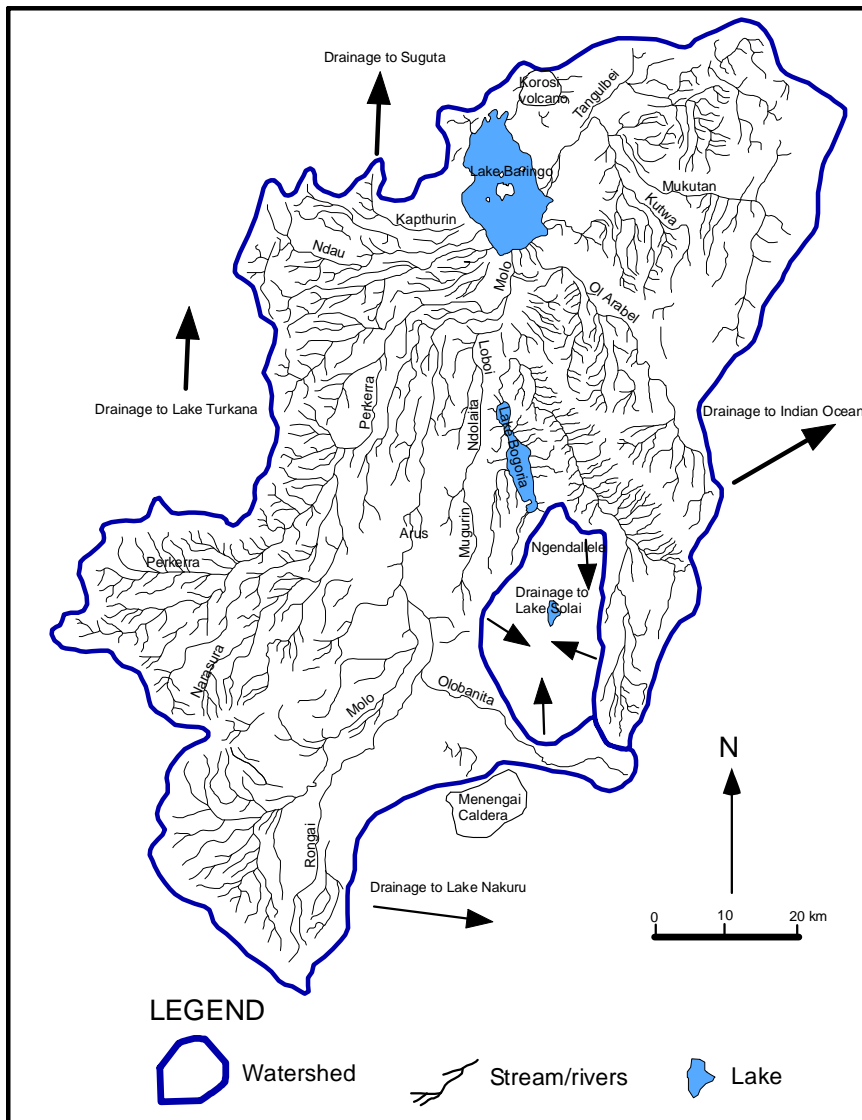 Drainage to Suguta
Korosi
volcano
Tangulbei
Lake Baringo
Mukutan
Kutwa
Kapthurin
Ndau
Molo
Ol Arabel
Loboi
Drainage to Lake Turkana
Perkerra
Ndolaita
Lake Bogoria
Drainage to Indian Ocean
Arus
Mugurin
Ngendallele
Perkerra
Drainage to
Lake Solai
Narasura
Molo
Olobanita
N
Menengai
Caldera
Rongai
Drainage to Lake Nakuru
0 10 20 km
LEGEND
Watershed
Stream/rivers
Lake